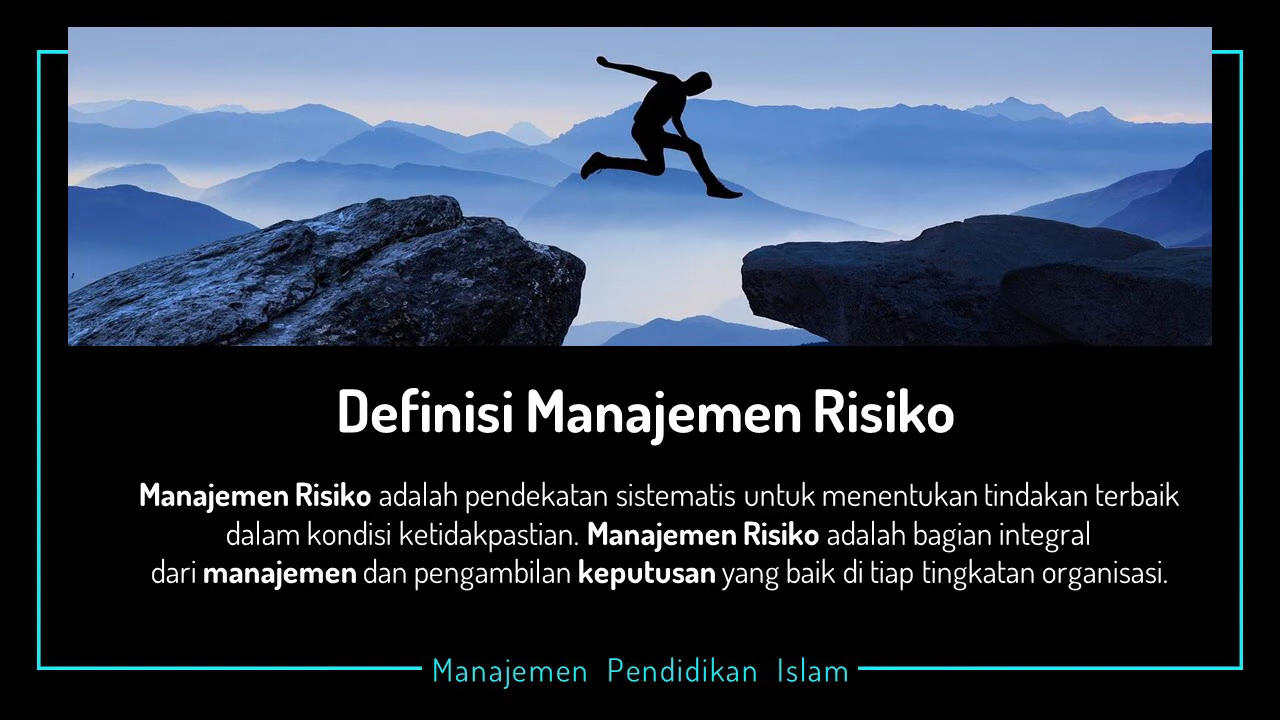 Definisi Manajemen Risiko
Manajemen Risiko adalah pendekatan sistematis untuk menentukan tindakan terbaik
dalam kondisi ketidakpastian. Manajemen Risiko adalah bagian integral
dari manajemen dan pengambilan keputusan yang baik di tiap tingkatan organisasi.
Manajemen Pendidikan Islam